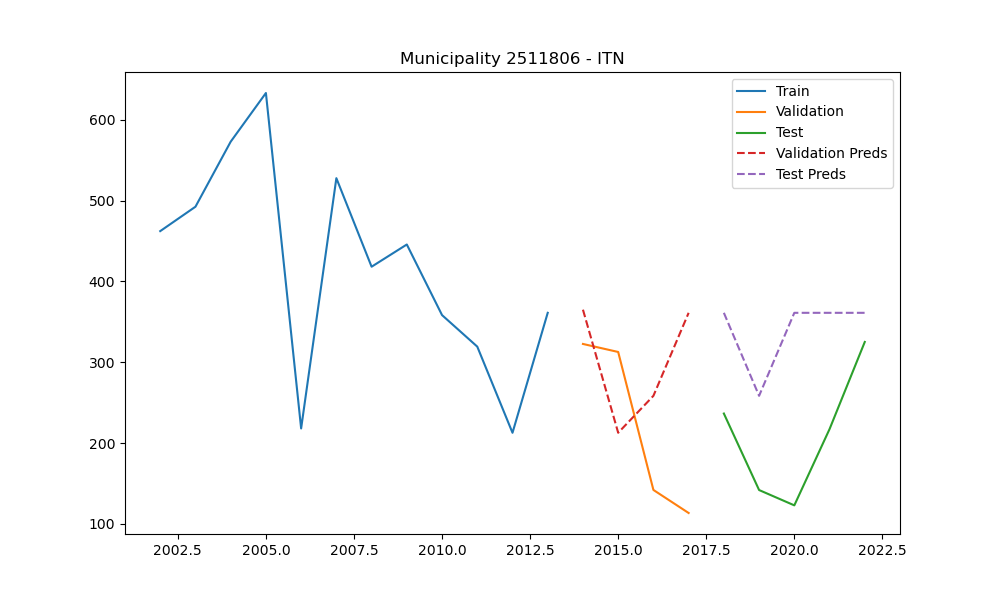 Municipality 2511806 - ITN
Train
Validation
Test
Validation Preds
Test Preds
600
500
400
300
200
100
2002.5 2005.0 2007.5 2010.0 2012.5 2015.0 2017.5 2020.0 2022.5